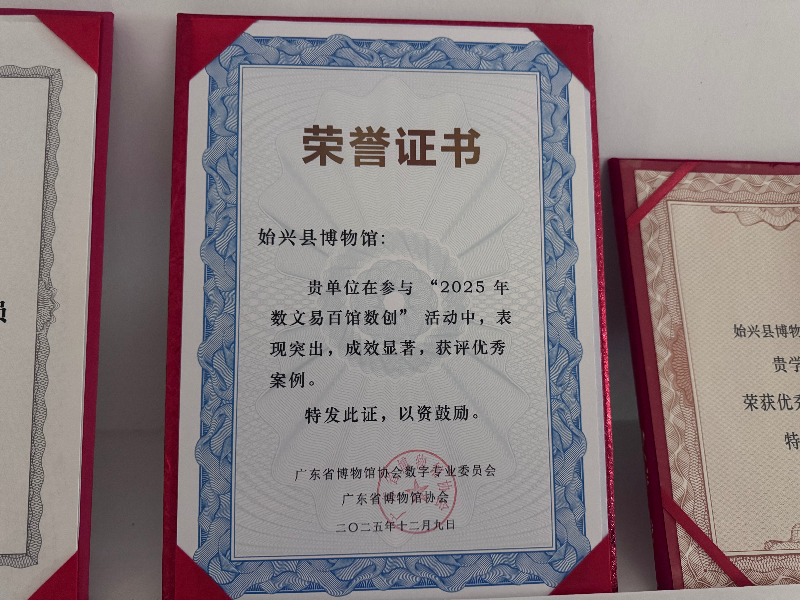 荣誉证书
始兴县博物馆:
贵单位在参与“2025 年
数文易百馆数创”活动中，表
现突出，成效显著，获评优秀
案例。
特发此证，以资鼓励。
广东省博物馆协会数字专业委员会
广东省博物馆协会
二〇二五年十二月九日
员
始兴县博物
贵学
荣获优秀
特